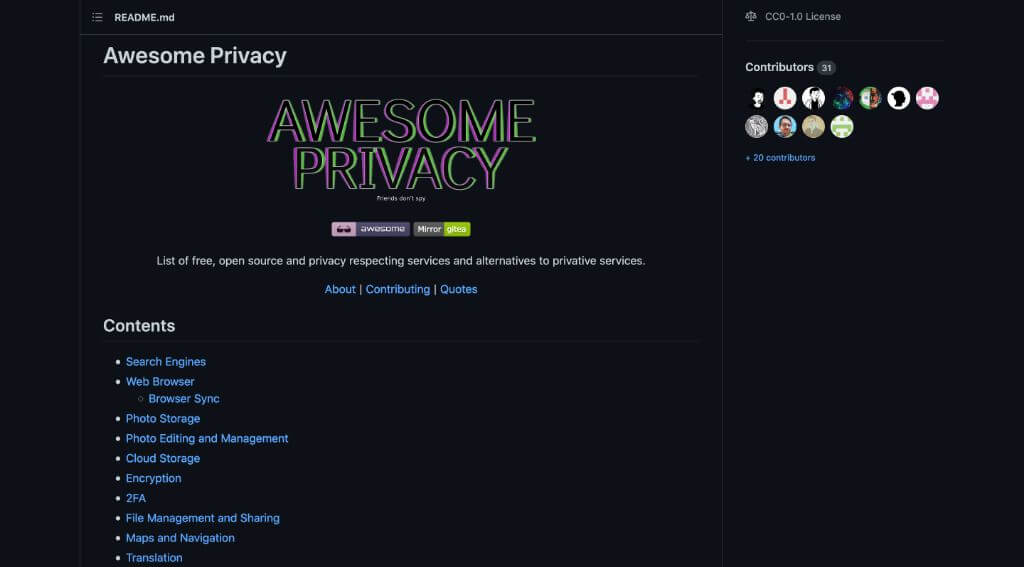 README.md
Awesome Privacy
AWESOME
PRIVACY
Friends don't spy
awesome Mirror gitea
List of free, open source and privacy respecting services and alternatives to privative services.
About | Contributing | Quotes
Contents
Search Engines
Web Browser
Browser Sync
Photo Storage
Photo Editing and Management
Cloud Storage
Encryption
2FA
File Management and Sharing
Maps and Navigation
Translation
CC0-1.0 License
Contributors 31
+ 20 contributors